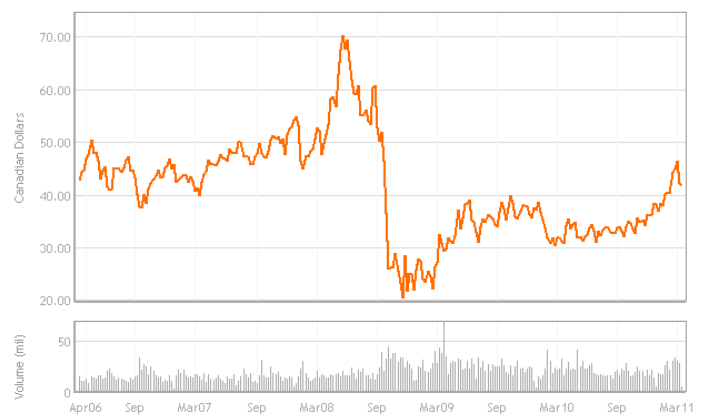 70.00
60.00
50.00
40.00
30.00
20.00
Canadian Dollars
50
0
Volume (mil)
Apr06 Sep Mar07 Sep Mar08 Sep Mar09 Sep Mar10 Sep Mar11